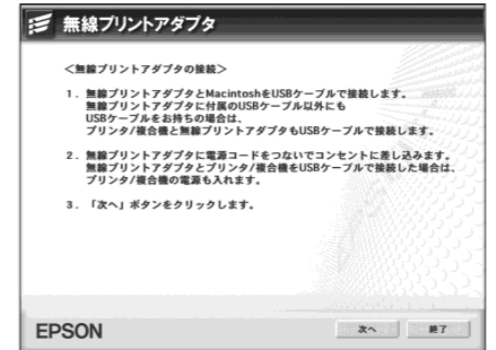 無線プリントアダプタ
＜無線プリントアダプタの接続＞
1．無線プリントアダプタとMacintoshをUSBケーブルで接続します。
無線プリントアダプタに付属のUSBケーブル以外にも
USBケーブルをお持ちの場合は、
プリンタ/複合機と無線プリントアダプタもUSBケーブルで接続します。
2．無線プリントアダプタに電源コードをつないでコンセントに差し込みます。
無線プリントアダプタとプリンタ/複合機をUSBケーブルで接続した場合は、
プリンタ/複合機の電源も入れます。
3．「次へ」ボタンをクリックします。
EPSON
次へ
終了